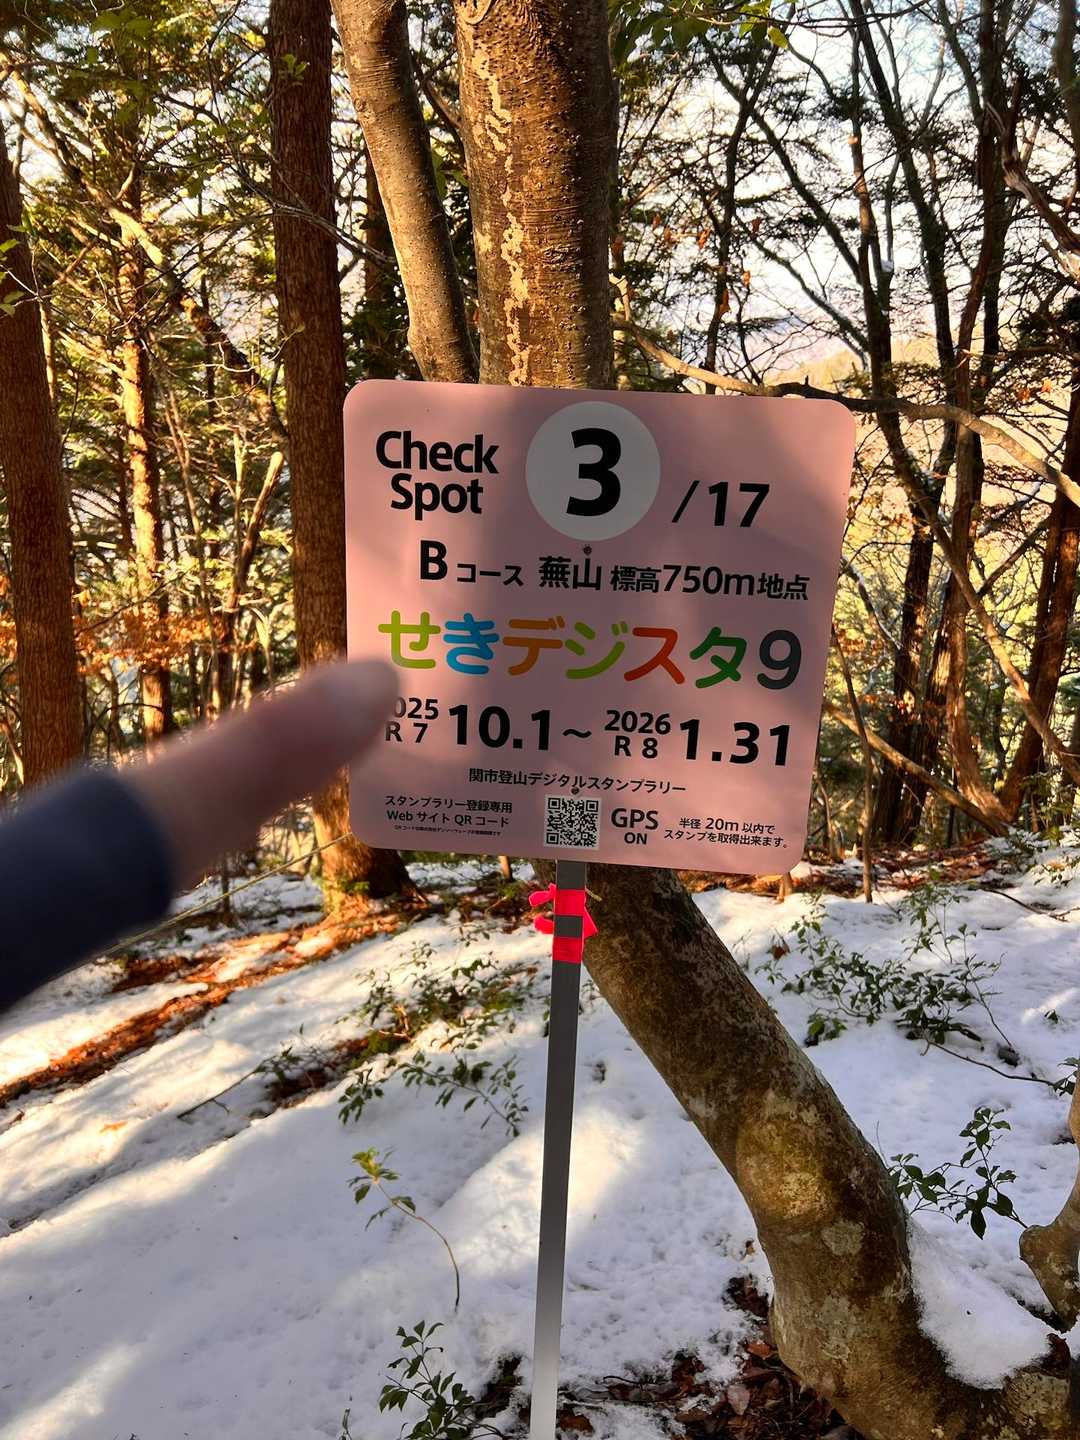 Check Spot
3 /17
B コース 蕪山 標高750m地点
せきデジスタ9
2025 R 7 10.1～ 2026 R 8 1.31
関市登山デジタルスタンプラリー
スタンプラリー登録専用
Web サイト QR コード
GPS ON
半径 20m 以内で
スタンプを取得出来ます。